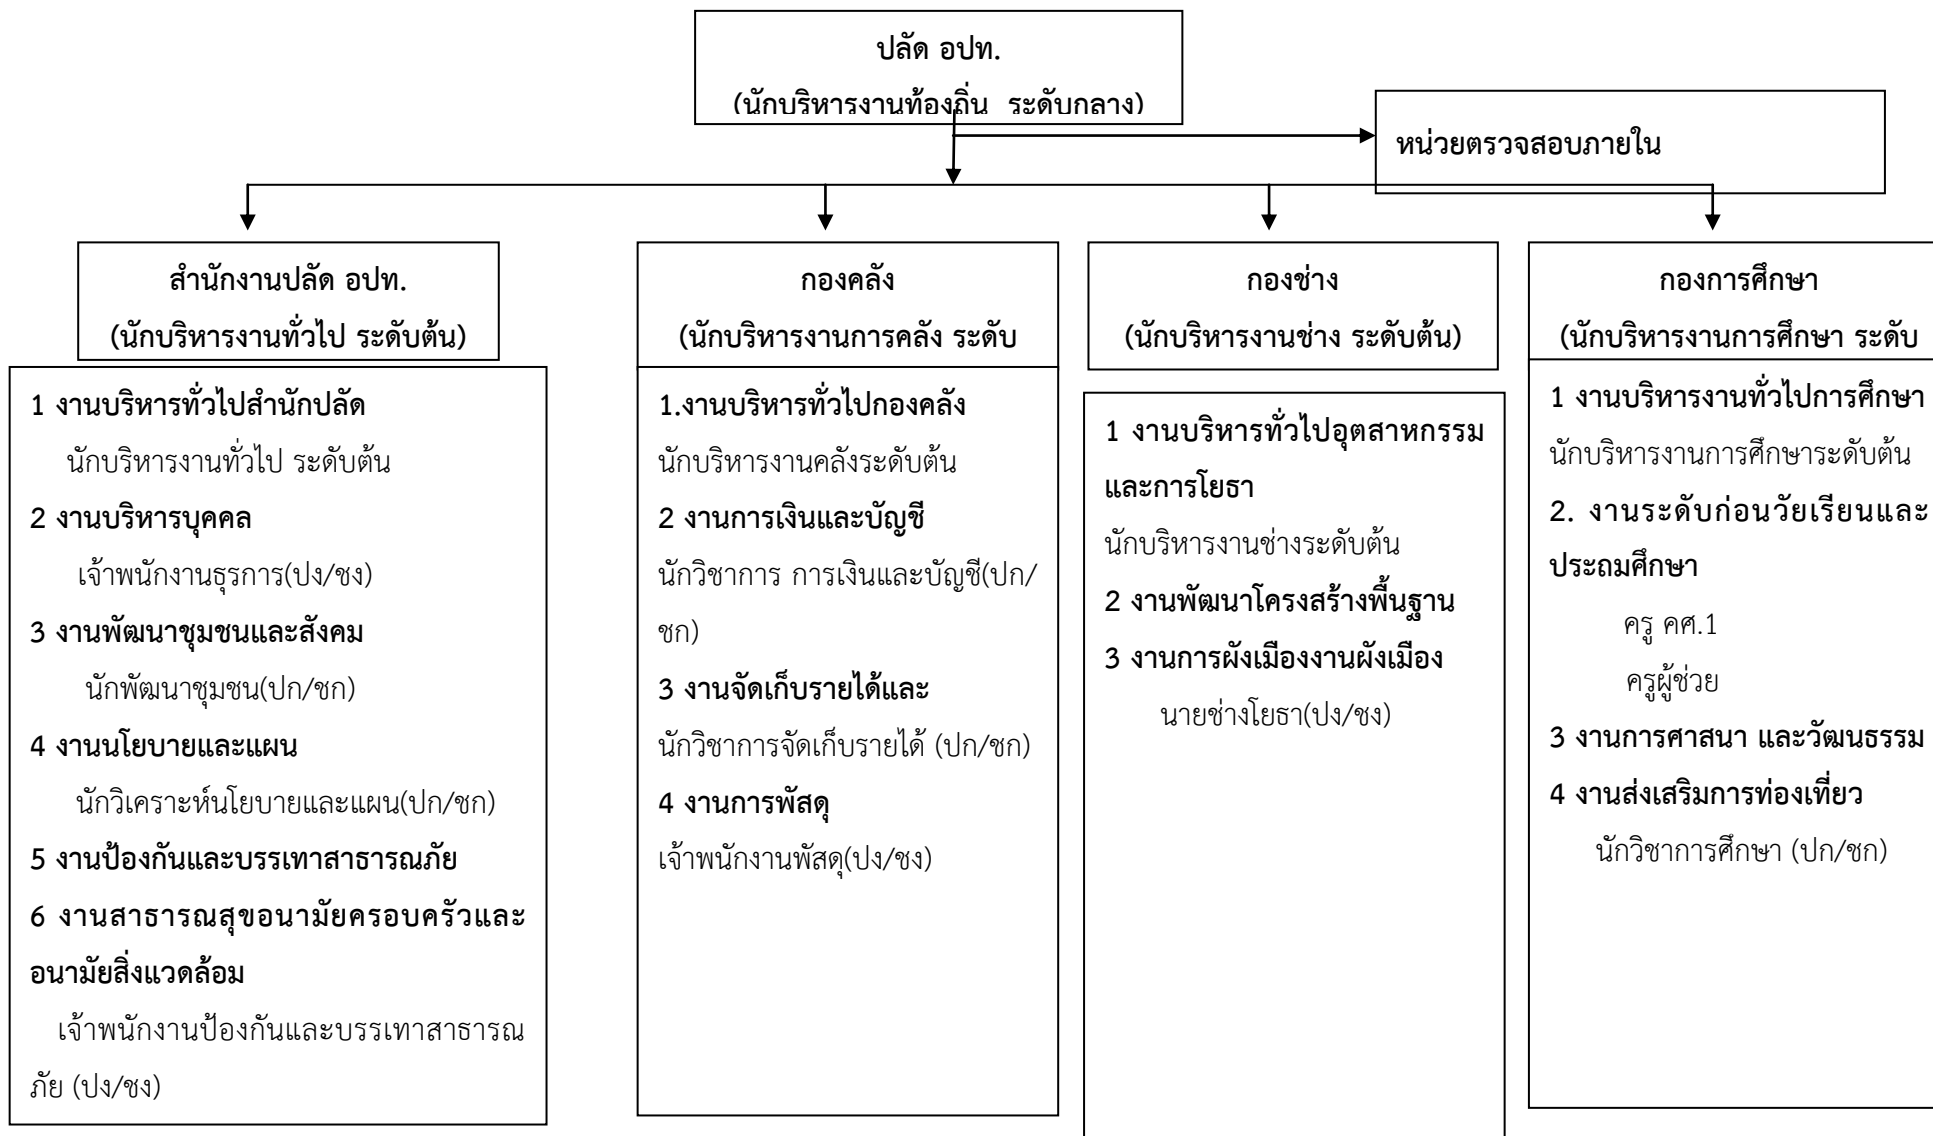 ปลัด อปท.
(นักบริหารงานท้องถิ่น ระดับกลาง)
หน่วยตรวจสอบภายใน
สำนักงานปลัด อปท.
(นักบริหารงานทั่วไป ระดับต้น)
1 งานบริหารทั่วไปสำนักปลัด
นักบริหารงานทั่วไป ระดับต้น
2 งานบริหารบุคคล
เจ้าพนักงานธุรการ(ปง/ชง)
3 งานพัฒนาชุมชนและสังคม
นักพัฒนาชุมชน(ปก/ชก)
4 งานนโยบายและแผน
นักวิเคราะห์นโยบายและแผน(ปก/ชก)
5 งานป้องกันและบรรเทาสาธารณภัย
6 งานสาธารณสุขอนามัยครอบครัวและ
อนามัยสิ่งแวดล้อม
เจ้าพนักงานป้องกันและบรรเทาสาธารณ
ภัย (ปง/ชง)
กองคลัง
(นักบริหารงานการคลัง ระดับ
1.งานบริหารทั่วไปกองคลัง
นักบริหารงานคลังระดับต้น
2 งานการเงินและบัญชี
นักวิชาการ การเงินและบัญชี(ปก/
ชก)
3 งานจัดเก็บรายได้และ
นักวิชาการจัดเก็บรายได้ (ปก/ชก)
4 งานการพัสดุ
เจ้าพนักงานพัสดุ(ปง/ชง)
กองช่าง
(นักบริหารงานช่าง ระดับต้น)
1 งานบริหารทั่วไปอุตสาหกรรม
และการโยธา
นักบริหารงานช่างระดับต้น
2 งานพัฒนาโครงสร้างพื้นฐาน
3 งานการผังเมืองงานผังเมือง
นายช่างโยธา(ปง/ชง)
กองการศึกษา
(นักบริหารงานการศึกษา ระดับ
1 งานบริหารงานทั่วไปการศึกษา
นักบริหารงานการศึกษาระดับต้น
2. งานระดับก่อนวัยเรียนและ
ประถมศึกษา
ครู คศ.1
ครูผู้ช่วย
3 งานการศาสนา และวัฒนธรรม
4 งานส่งเสริมการท่องเที่ยว
นักวิชาการศึกษา (ปก/ชก)